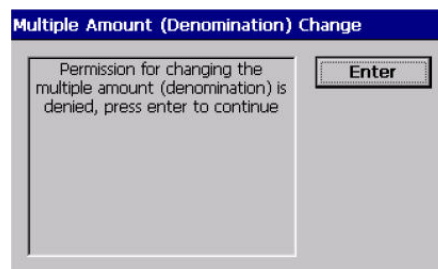 Multiple Amount (Denomination) Change
Permission for changing the
multiple amount (denomination) is
denied, press enter to continue
Enter